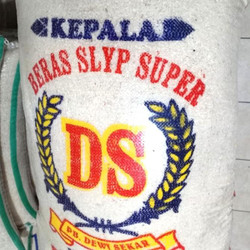 KEPALA
BERAS SLYP SUPER
DS
PB. DEWI SEKAR